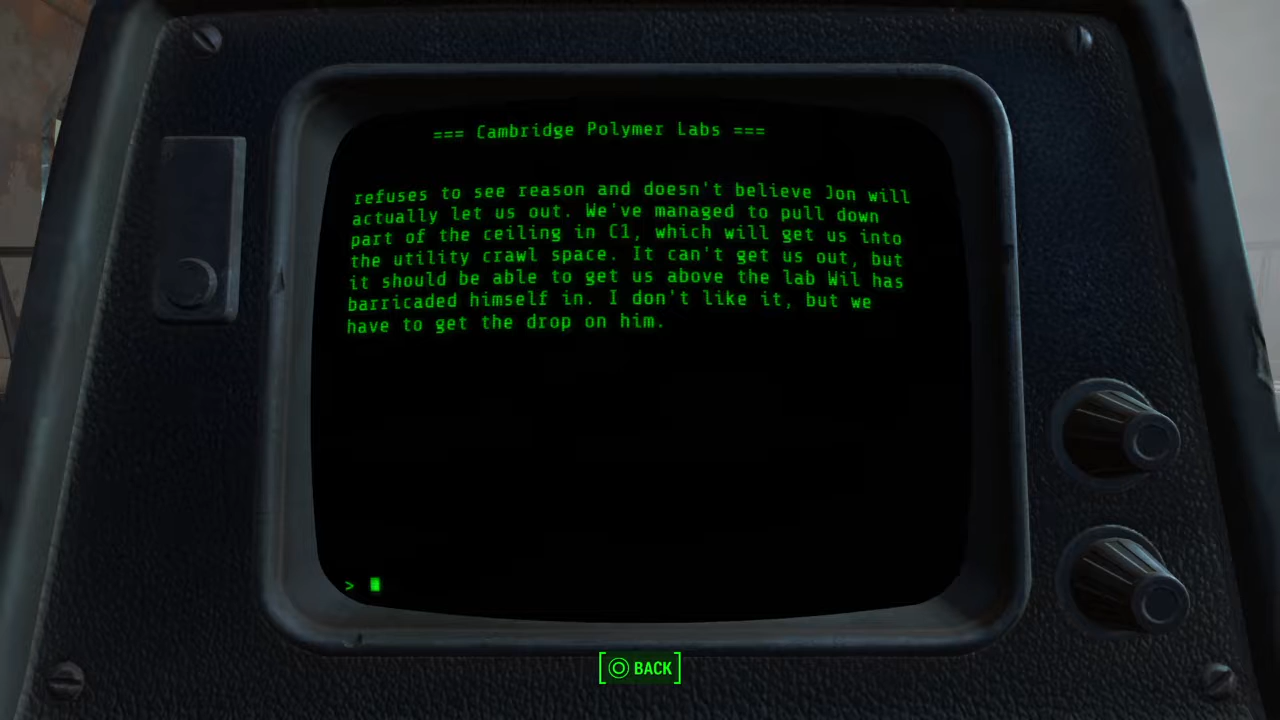 === Cambridge Polymer Labs ===
refuses to see reason and doesn't believe Jon will
actually let us out. We've managed to pull down
part of the ceiling in C1, which will get us into
the utility crawl space. It can't get us out, but
it should be able to get us above the lab Wil has
barricaded himself in. I don't like it, but we
have to get the drop on him.
>
BACK